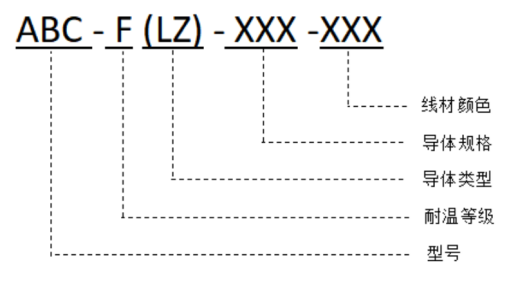 ABC - F (LZ) - XXX -XXX
线材颜色
导体规格
导体类型
耐温等级
型号